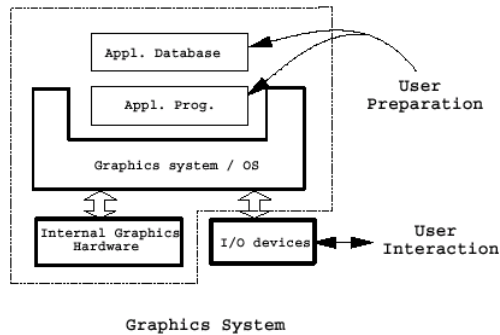 Appl. Database
Appl. Prog.
User
Preparation
Graphics system / OS
Internal Graphics
Hardware
I/O devices
User
Interaction
Graphics System